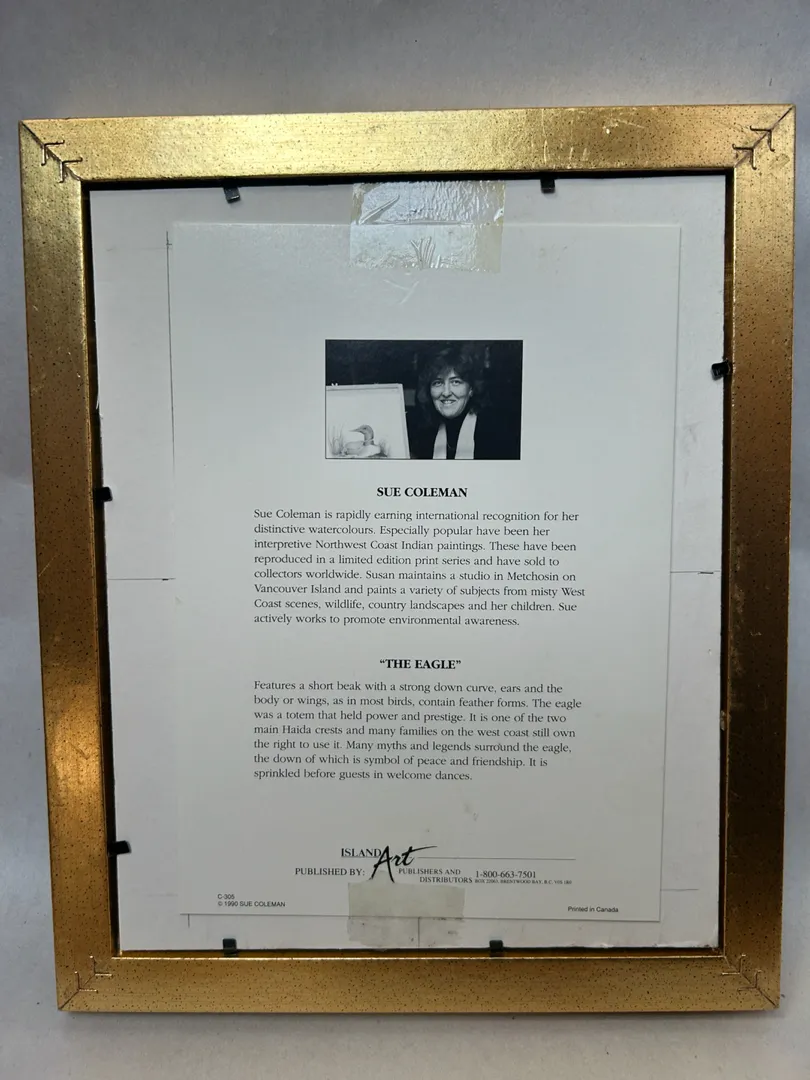 SUE COLEMAN
Sue Coleman is rapidly earning international recognition for her
distinctive watercolours. Especially popular have been her
interpretive Northwest Coast Indian paintings. These have been
reproduced in a limited edition print series and have sold to
collectors worldwide. Susan maintains a studio in Metchosin on
Vancouver Island and paints a variety of subjects from misty West
Coast scenes, wildlife, country landscapes and her children. Sue
actively works to promote environmental awareness.
"THE EAGLE"
Features a short beak with a strong down curve, ears and the
body or wings, as in most birds, contain feather forms. The eagle
was a totem that held power and prestige. It is one of the two
main Haida crests and many families on the west coast still own
the right to use it. Many myths and legends surround the eagle,
the down of which is symbol of peace and friendship. It is
sprinkled before guests in welcome dances.
ISLAND Art
PUBLISHED BY: PUBLISHERS AND 1-800-663-7501
DISTRIBUTORS BRENTWOOD BAY, B.C.
C-305
© 1990 SUE COLEMAN
Printed in Canada